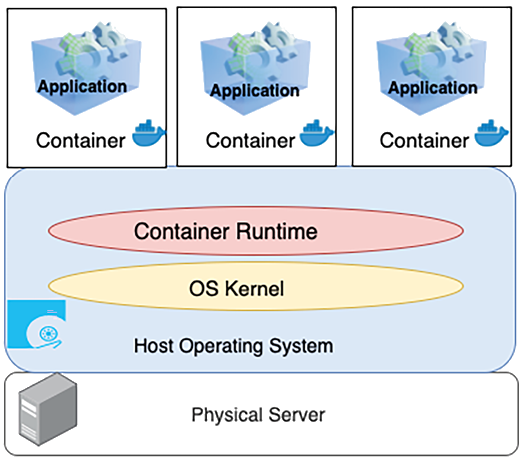 Application
Container
Application
Container
Application
Container
Container Runtime
OS Kernel
Host Operating System
Physical Server